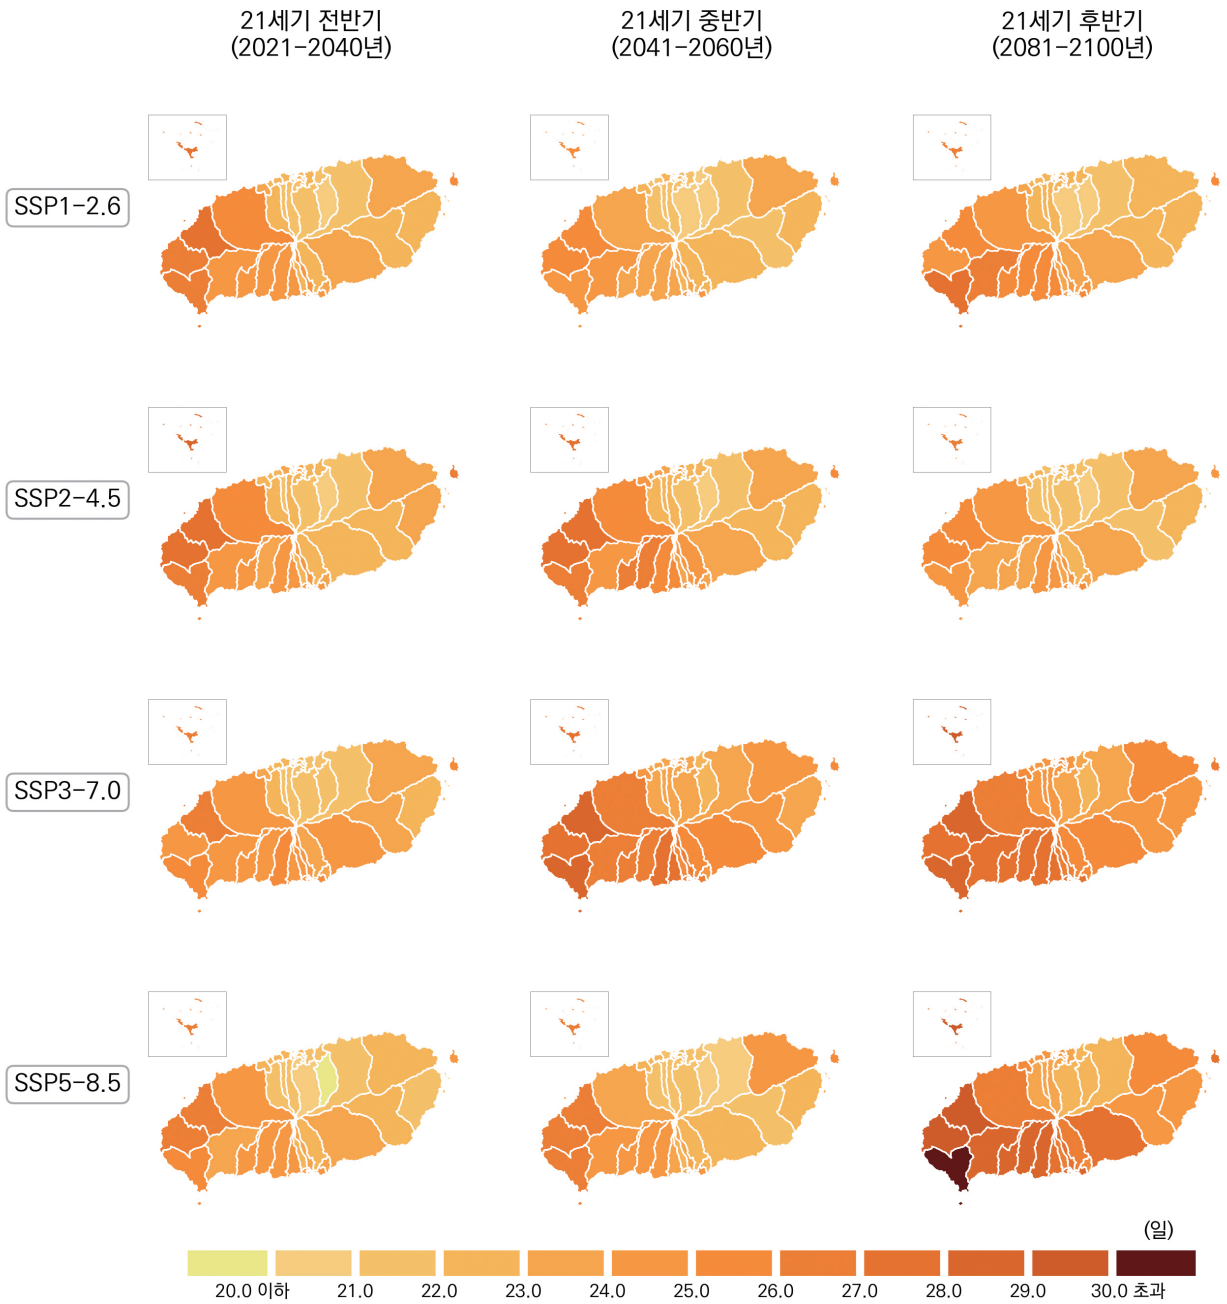 21세기 전반기
(2021-2040년)
21세기 중반기
(2041-2060년)
21세기 후반기
(2081-2100년)
SSP1-2.6
SSP2-4.5
SSP3-7.0
SSP5-8.5
(일)
20.0 이하 21.0 22.0 23.0 24.0 25.0 26.0 27.0 28.0 29.0 30.0 초과